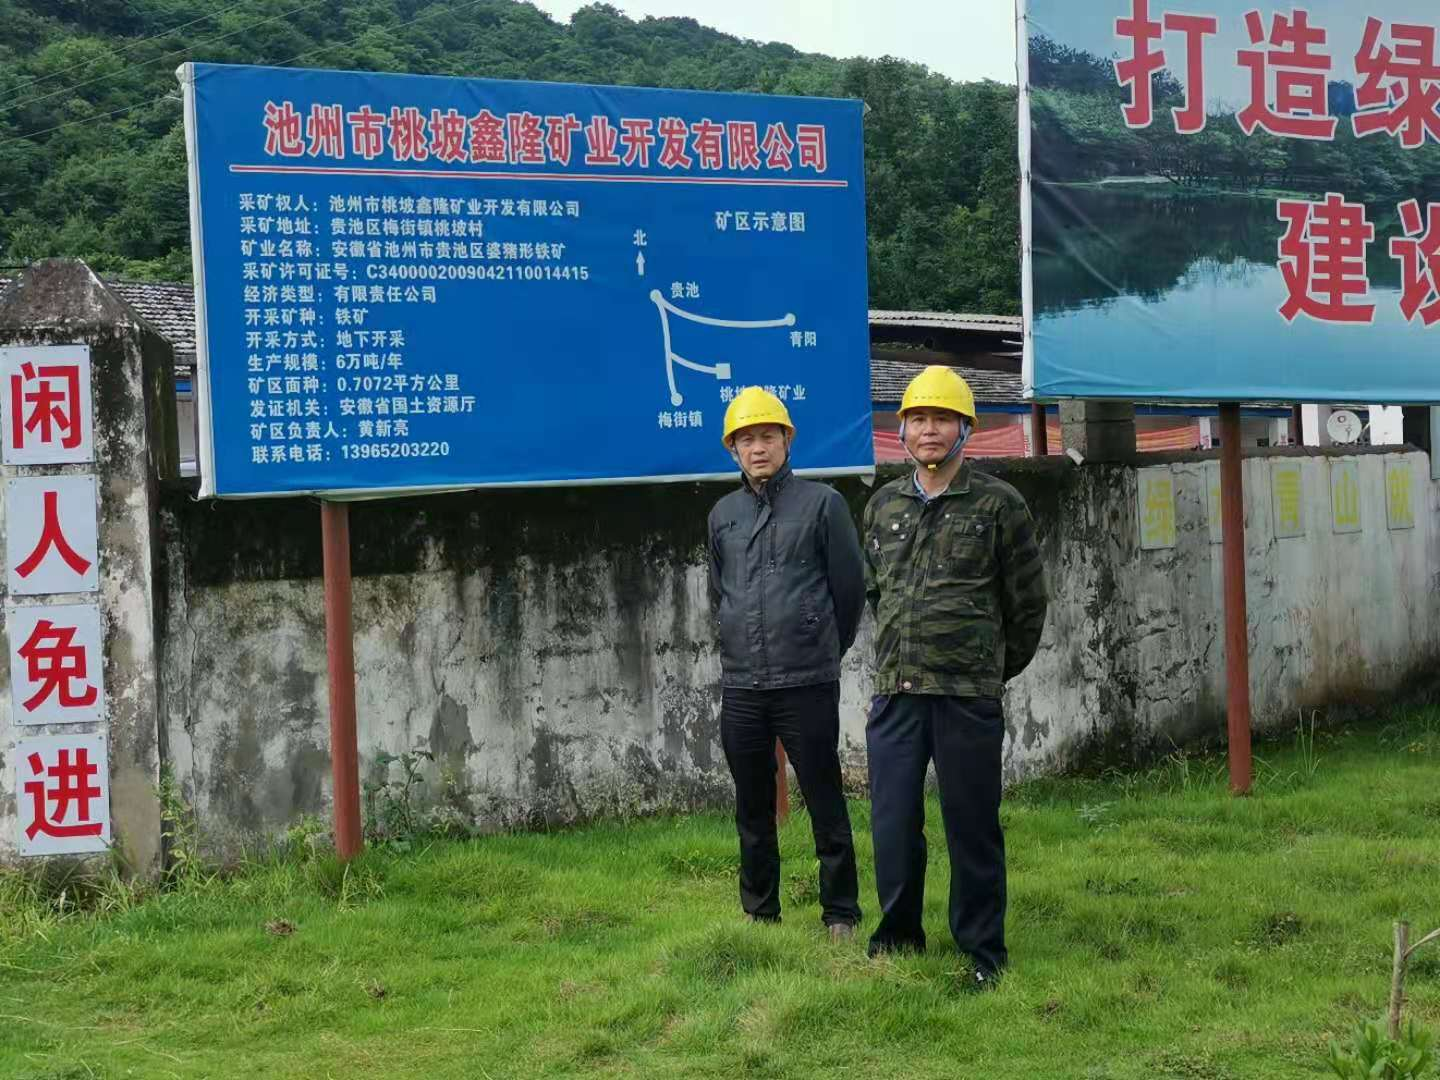 池州市桃坡鑫隆矿业开发有限公司
采矿权人：池州市桃坡鑫隆矿业开发有限公司
采矿地址：贵池区梅街镇桃坡村
矿业名称：安徽省池州市贵池区婆猪形铁矿
采矿许可证号：C3400002009042110014415
经济类型：有限责任公司
开采矿种：铁矿
开采方式：地下开采
生产规模：6万吨/年
矿区面种：0.7072平方公里
发证机关：安徽省国土资源厅
矿区负责人：黄新亮
联系电话：13965203220
矿区示意图
北
贵池
青阳
桃坡鑫隆矿业
梅街镇
打造绿
建设
闲人免进
绿
青山